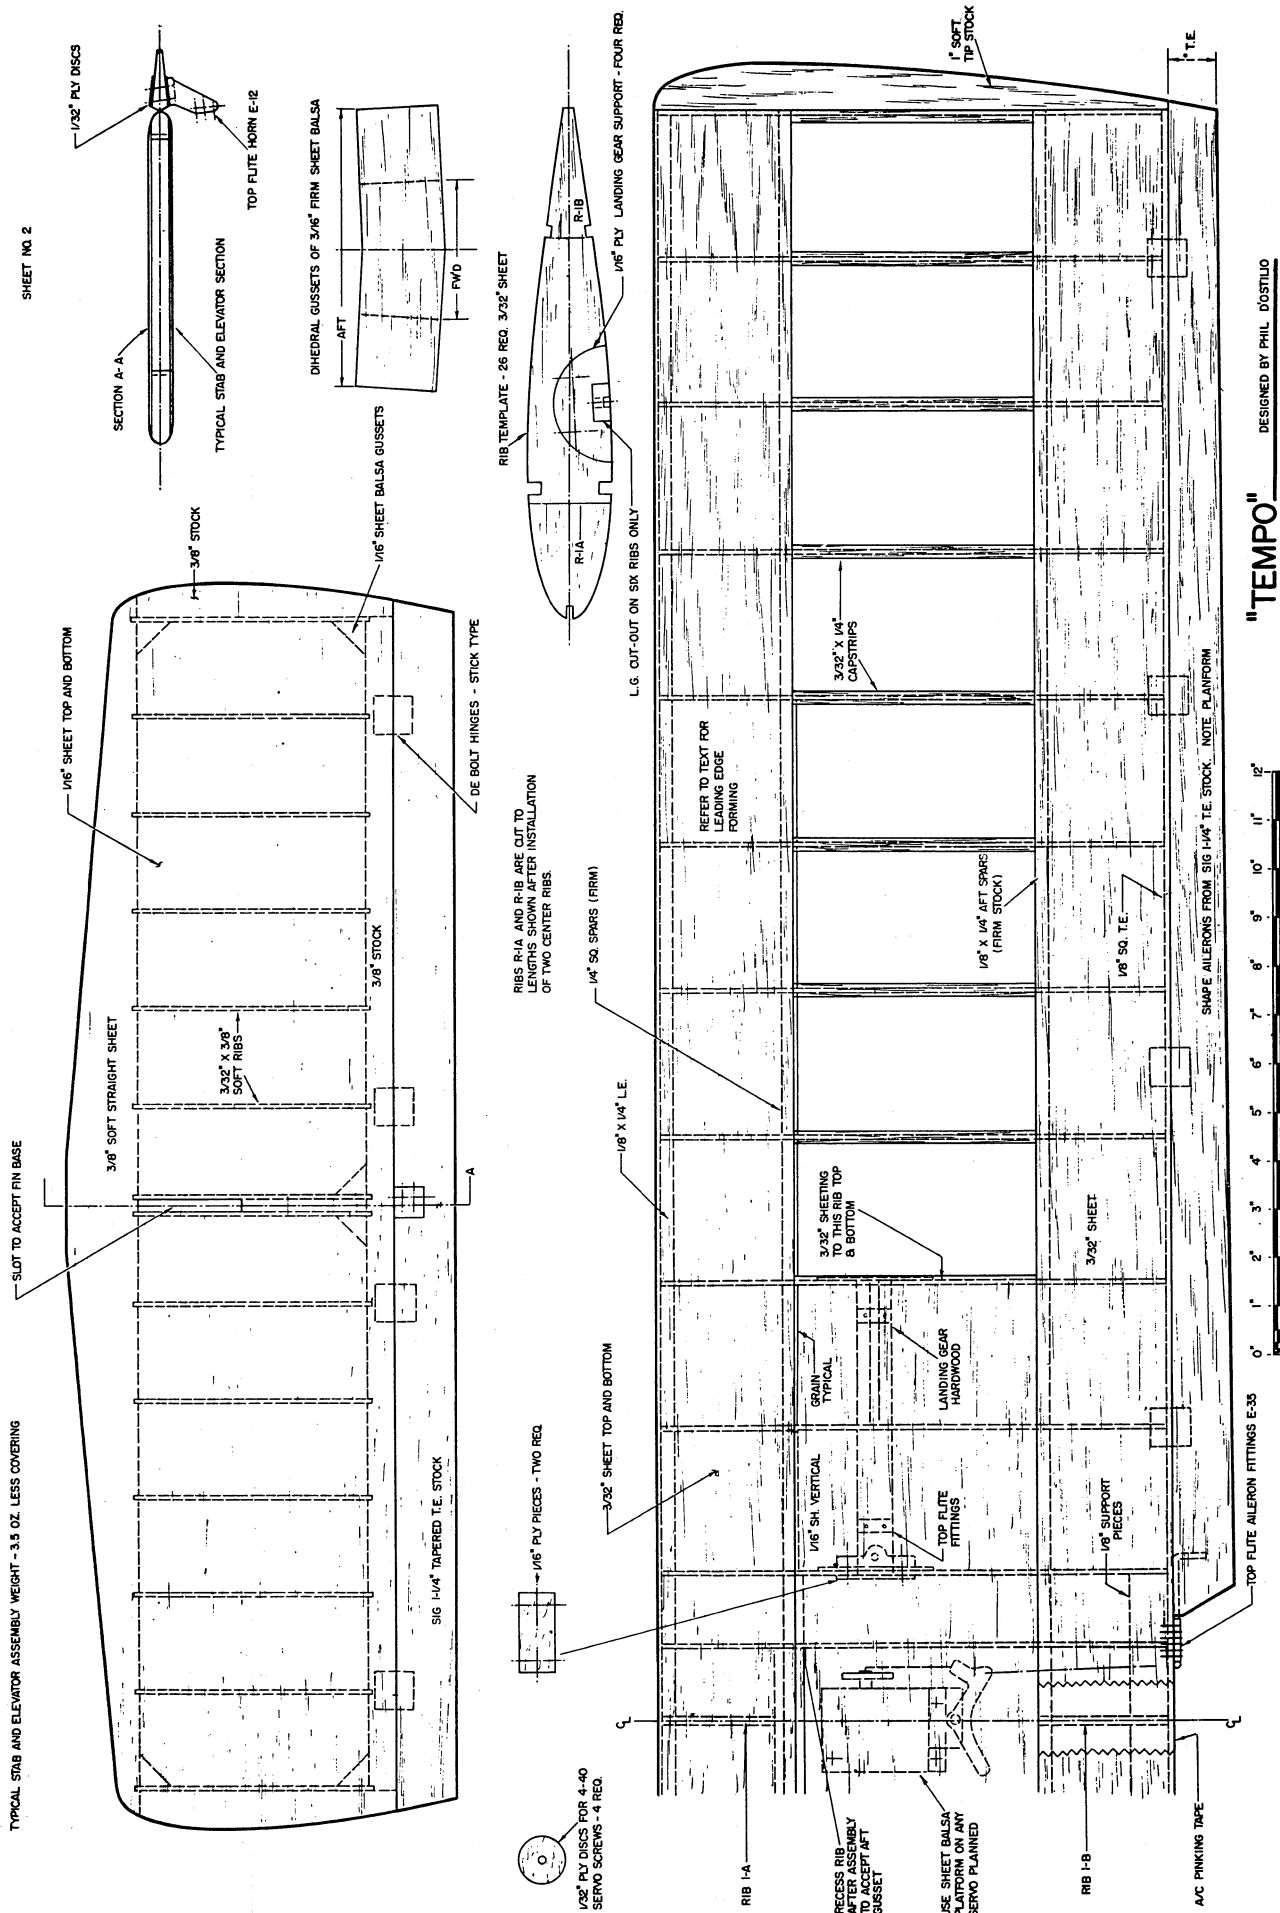 TYPICAL STAB AND ELEVATOR ASSEMBLY WEIGHT - 3.5 OZ. LESS COVERING
SLOT TO ACCEPT FIN BASE
SHEET NO. 2
3/8" SOFT STRAIGHT SHEET
1/16" SHEET TOP AND BOTTOM
3/8" STOCK
3/32" X 3/8"
SOFT RIBS
3/8" STOCK
1/16" SHEET BALSA GUSSETS
SIG 1-1/4" TAPERED T.E. STOCK
A
DE BOLT HINGES - STICK TYPE
1/32" PLY DISCS
SECTION A-A
TOP FLITE HORN E-12
TYPICAL STAB AND ELEVATOR SECTION
DIHEDRAL GUSSETS OF 3/16" FIRM SHEET BALSA
AFT
FWD
RIB TEMPLATE - 26 REQ. 3/32" SHEET
R-1A
R-1B
1/16" PLY LANDING GEAR SUPPORT - FOUR REQ.
L.G. CUT-OUT ON SIX RIBS ONLY
1/32" PLY DISCS FOR 4-40
SERVO SCREWS - 4 REQ.
1/16" PLY PIECES - TWO REQ.
RIBS R-1A AND R-1B ARE CUT TO
LENGTHS SHOWN AFTER INSTALLATION
OF TWO CENTER RIBS.
3/32" SHEET TOP AND BOTTOM
1/8" X 1/4" L.E.
1/4" SQ. SPARS (FIRM)
REFER TO TEXT FOR
LEADING EDGE
FORMING
1" SOFT
TIP STOCK
RIB 1-A
1/16" SH. VERTICAL
GRAIN
TYPICAL
3/32" SHEETING
TO THIS RIB TOP
& BOTTOM
3/32" X 1/4"
CAPSTRIPS
RECESS RIB
AFTER ASSEMBLY
TO ACCEPT AFT
GUSSET
TOP FLITE
FITTINGS
LANDING GEAR
HARDWOOD
1/8" X 1/4" AFT SPARS
(FIRM STOCK)
USE SHEET BALSA
PLATFORM ON ANY
SERVO PLANNED
RIB 1-B
1/8" SUPPORT
PIECES
3/32" SHEET
1/8" SQ. T.E.
1" T.E.
A/C PINKING TAPE
TOP FLITE AILERON FITTINGS E-35
SHAPE AILERONS FROM SIG 1-1/4" T.E. STOCK. NOTE PLANFORM
0" 1" 2" 3" 4" 5" 6" 7" 8" 9" 10" 11" 12"
"TEMPO" DESIGNED BY PHIL D'OSTILIO